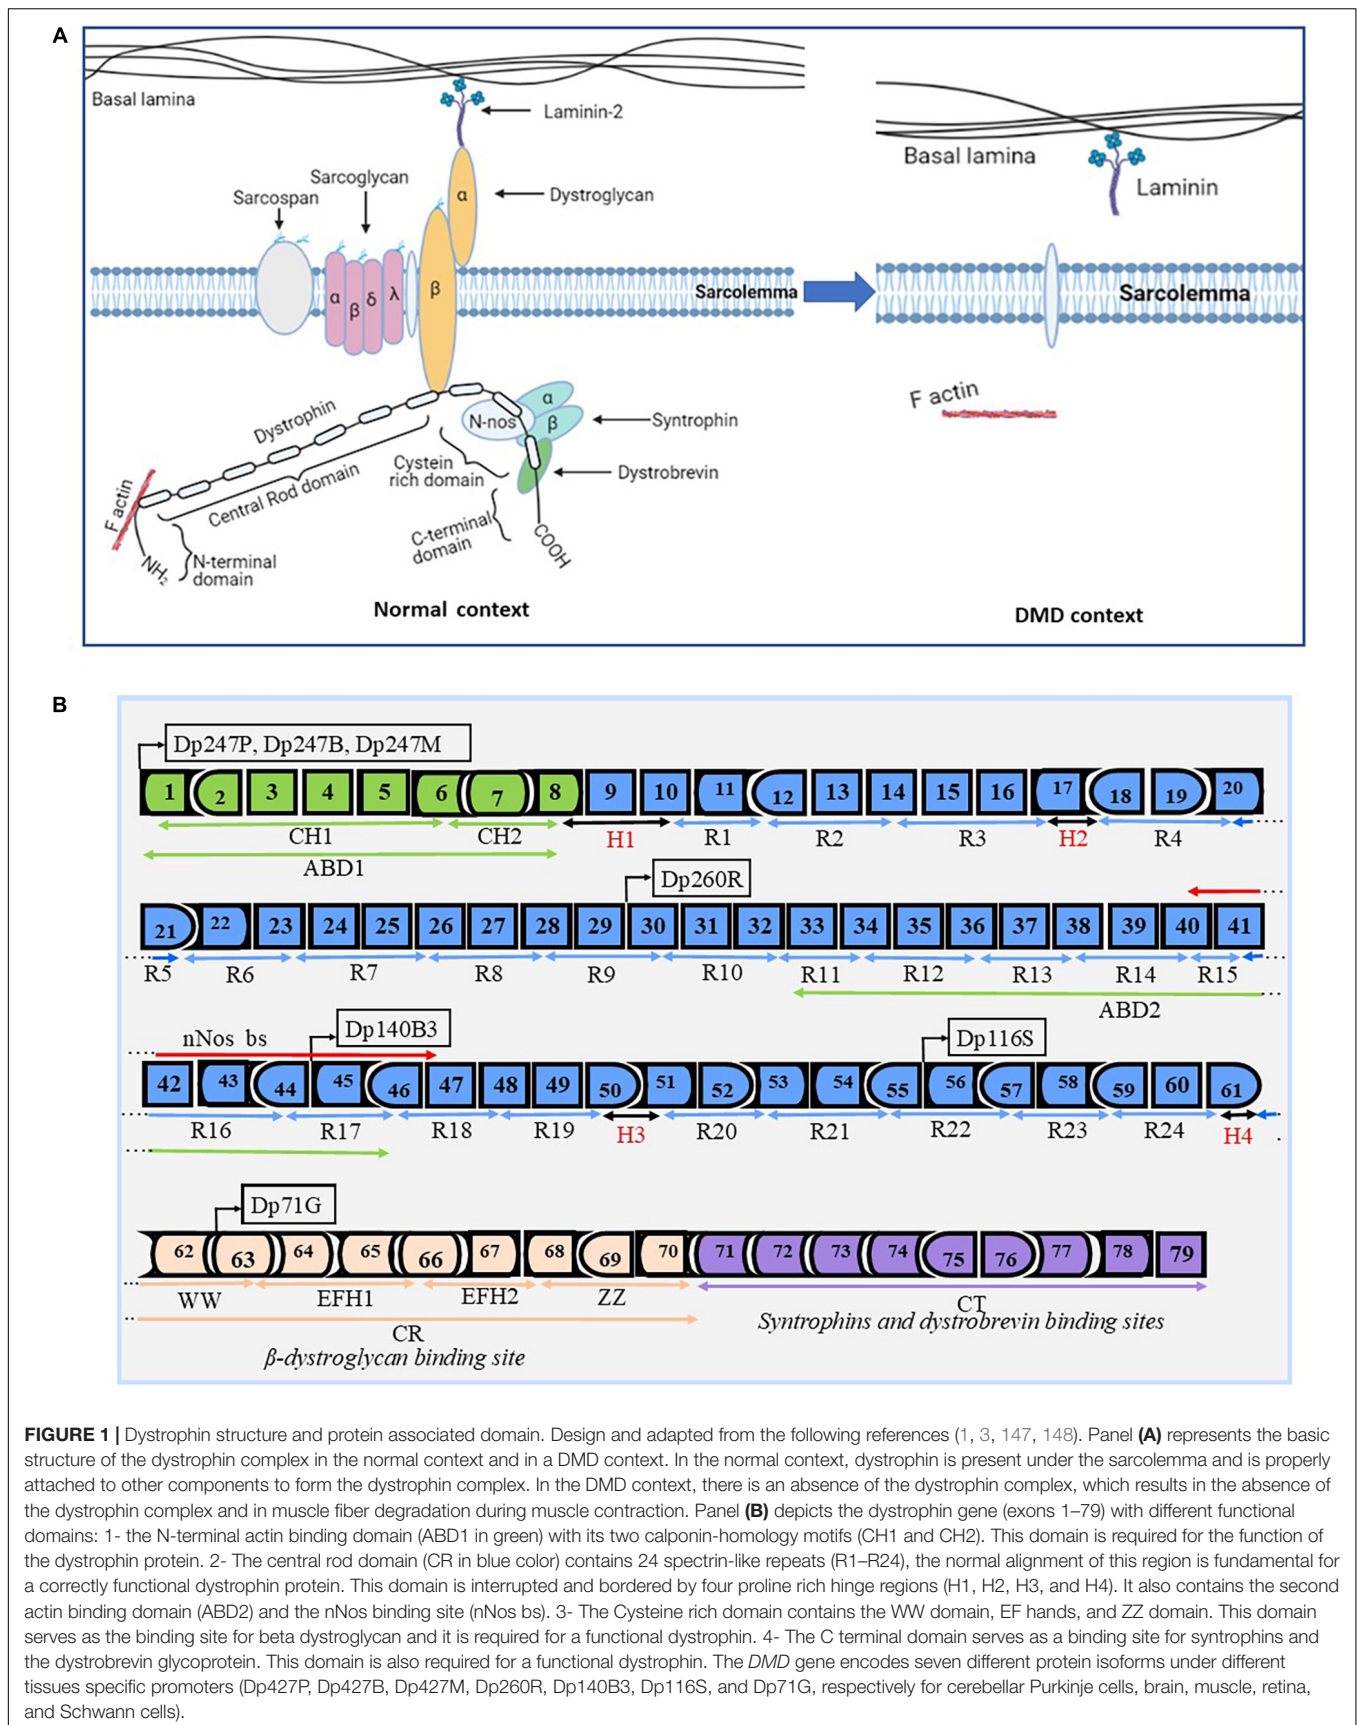 A
Basal lamina
Laminin-2
Sarcoglycan
Sarcospan
Dystroglycan
α
β
α
β
δ
λ
Sarcolemma
Dystrophin
N-nos
α
β
Syntrophin
Dystrobrevin
Cystein
rich domain
Central Rod domain
F actin
C-terminal
domain
COOH
NH2
N-terminal
domain
Normal context
Basal lamina
Laminin
Sarcolemma
F actin
DMD context
B
Dp247P, Dp247B, Dp247M
1 2 3 4 5 6 7 8 9 10 11 12 13 14 15 16 17 18 19 20
CH1 CH2 H1 R1 R2 R3 H2 R4
ABD1
Dp260R
21 22 23 24 25 26 27 28 29 30 31 32 33 34 35 36 37 38 39 40 41
R5 R6 R7 R8 R9 R10 R11 R12 R13 R14 R15
ABD2
nNos bs Dp140B3 Dp116S
42 43 44 45 46 47 48 49 50 51 52 53 54 55 56 57 58 59 60 61
R16 R17 R18 R19 H3 R20 R21 R22 R23 R24 H4
Dp71G
62 63 64 65 66 67 68 69 70 71 72 73 74 75 76 77 78 79
WW EFH1 EFH2 ZZ CT
CR Syntrophins and dystrobrevin binding sites
β-dystroglycan binding site
FIGURE 1 | Dystrophin structure and protein associated domain. Design and adapted from the following references (1, 3, 147, 148). Panel (A) represents the basic
structure of the dystrophin complex in the normal context and in a DMD context. In the normal context, dystrophin is present under the sarcolemma and is properly
attached to other components to form the dystrophin complex. In the DMD context, there is an absence of the dystrophin complex, which results in the absence of
the dystrophin complex and in muscle fiber degradation during muscle contraction. Panel (B) depicts the dystrophin gene (exons 1–79) with different functional
domains: 1- the N-terminal actin binding domain (ABD1 in green) with its two calponin-homology motifs (CH1 and CH2). This domain is required for the function of
the dystrophin protein. 2- The central rod domain (CR in blue color) contains 24 spectrin-like repeats (R1–R24), the normal alignment of this region is fundamental for
a correctly functional dystrophin protein. This domain is interrupted and bordered by four proline rich hinge regions (H1, H2, H3, and H4). It also contains the second
actin binding domain (ABD2) and the nNos binding site (nNos bs). 3- The Cysteine rich domain contains the WW domain, EF hands, and ZZ domain. This domain
serves as the binding site for beta dystroglycan and it is required for a functional dystrophin. 4- The C terminal domain serves as a binding site for syntrophins and
the dystrobrevin glycoprotein. This domain is also required for a functional dystrophin. The DMD gene encodes seven different protein isoforms under different
tissues specific promoters (Dp427P, Dp427B, Dp427M, Dp260R, Dp140B3, Dp116S, and Dp71G, respectively for cerebellar Purkinje cells, brain, muscle, retina,
and Schwann cells).